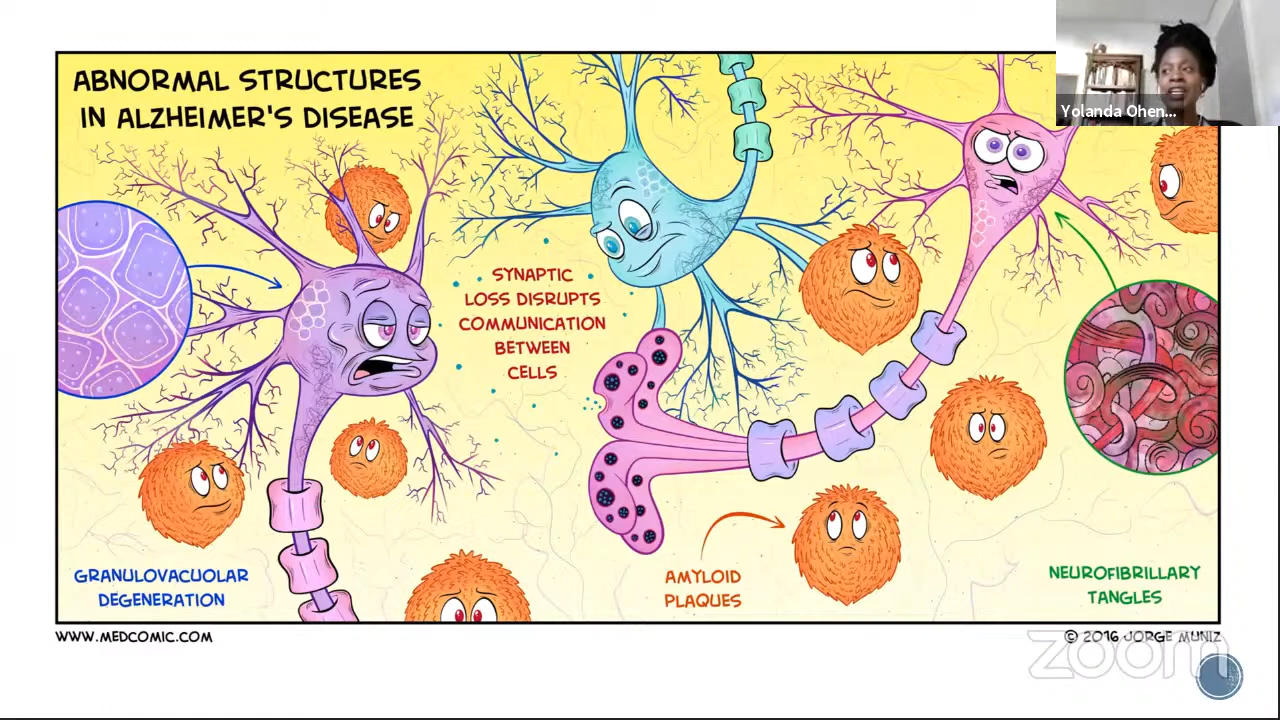 Yolanda Ohen...
ABNORMAL STRUCTURES
IN ALZHEIMER'S DISEASE
SYNAPTIC
LOSS DISRUPTS
COMMUNICATION
BETWEEN
CELLS
GRANULOVACUOLAR
DEGENERATION
AMYLOID
PLAQUES
NEUROFIBRILLARY
TANGLES
WWW.MEDCOMIC.COM
© 2016 JORGE MUNIZ
zoom